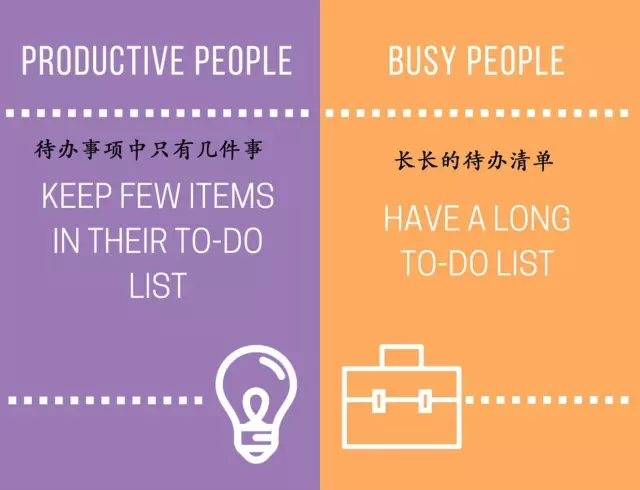 PRODUCTIVE PEOPLE
待办事项中只有几件事
KEEP FEW ITEMS
IN THEIR TO-DO
LIST
BUSY PEOPLE
长长的待办清单
HAVE A LONG
TO-DO LIST